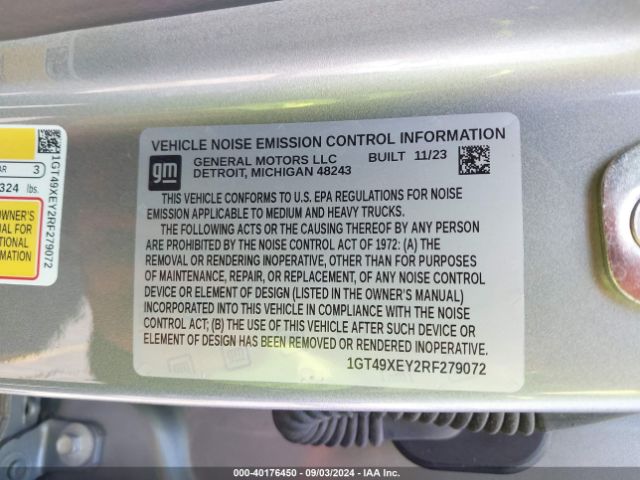 VEHICLE NOISE EMISSION CONTROL INFORMATION
gm
GENERAL MOTORS LLC BUILT 11/23
DETROIT, MICHIGAN 48243
THIS VEHICLE CONFORMS TO U.S. EPA REGULATIONS FOR NOISE
EMISSION APPLICABLE TO MEDIUM AND HEAVY TRUCKS.
THE FOLLOWING ACTS OR THE CAUSING THEREOF BY ANY PERSON
ARE PROHIBITED BY THE NOISE CONTROL ACT OF 1972: (A) THE
REMOVAL OR RENDERING INOPERATIVE, OTHER THAN FOR PURPOSES
OF MAINTENANCE, REPAIR, OR REPLACEMENT, OF ANY NOISE CONTROL
DEVICE OR ELEMENT OF DESIGN (LISTED IN THE OWNER'S MANUAL)
INCORPORATED INTO THIS VEHICLE IN COMPLIANCE WITH THE NOISE
CONTROL ACT; (B) THE USE OF THIS VEHICLE AFTER SUCH DEVICE OR
ELEMENT OF DESIGN HAS BEEN REMOVED OR RENDERED INOPERATIVE.
1GT49XEY2RF279072
AR 3
324 lbs.
OWNER'S
UAL FOR
TIONAL
RMATION
1GT49XEY2RF279072
000-40176450 - 09/03/2024 - IAA Inc.